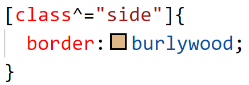 [class^="side"]{
border: burlywood;
}